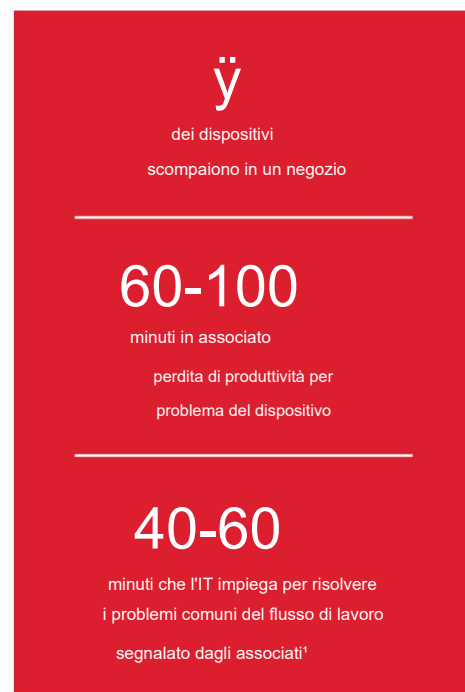 ÿ
dei dispositivi
scompaiono in un negozio
60-100
minuti in associato
perdita di produttività per
problema del dispositivo
40-60
minuti che l'IT impiega per risolvere
i problemi comuni del flusso di lavoro
segnalato dagli associati¹